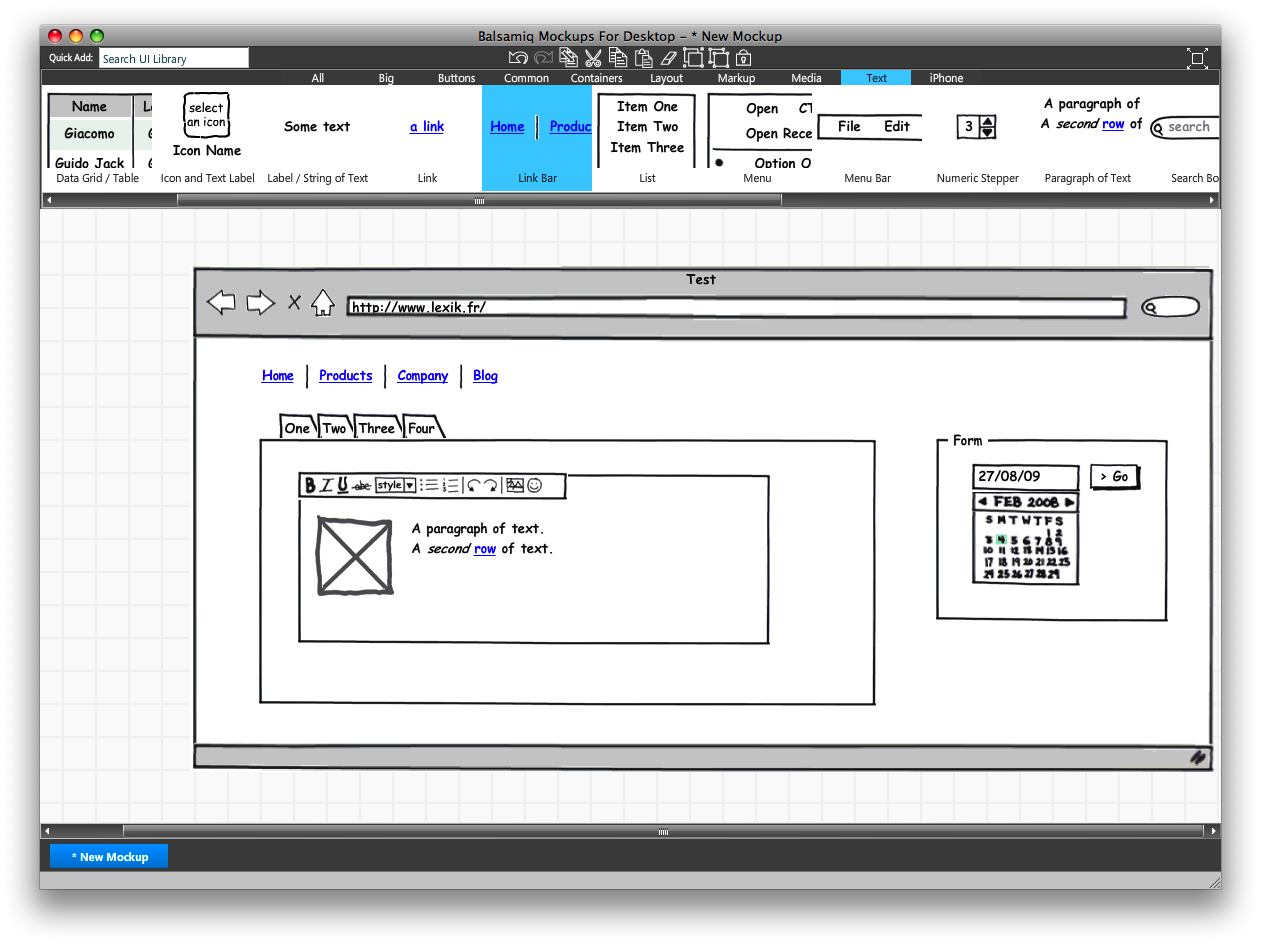 Balsamiq Mockups For Desktop – * New Mockup
Quick Add: Search UI Library
All Big Buttons Common Containers Layout Markup Media Text iPhone
Name
Giacomo
Guido Jack
Data Grid / Table
select
an icon
Icon Name
Icon and Text Label
Some text
Label / String of Text
a link
Link
Home Produc
Link Bar
Item One
Item Two
Item Three
List
Open CT
Open Rece
Option O
Menu
File Edit
Menu Bar
3
Numeric Stepper
A paragraph of
A second row of
Paragraph of Text
search
Search Bo
Test
http://www.lexik.fr/
Home Products Company Blog
One Two Three Four
B I U abc style
A paragraph of text.
A second row of text.
Form
27/08/09 > Go
FEB 2008
S M T W T F S
1 2
3 4 5 6 7 8 9
10 11 12 13 14 15 16
17 18 19 20 21 22 23
24 25 26 27 28 29
* New Mockup